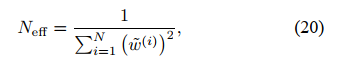 N_eff = 1 / ∑_{i=1}^{N} (w̃^{(i)})^2, (20)